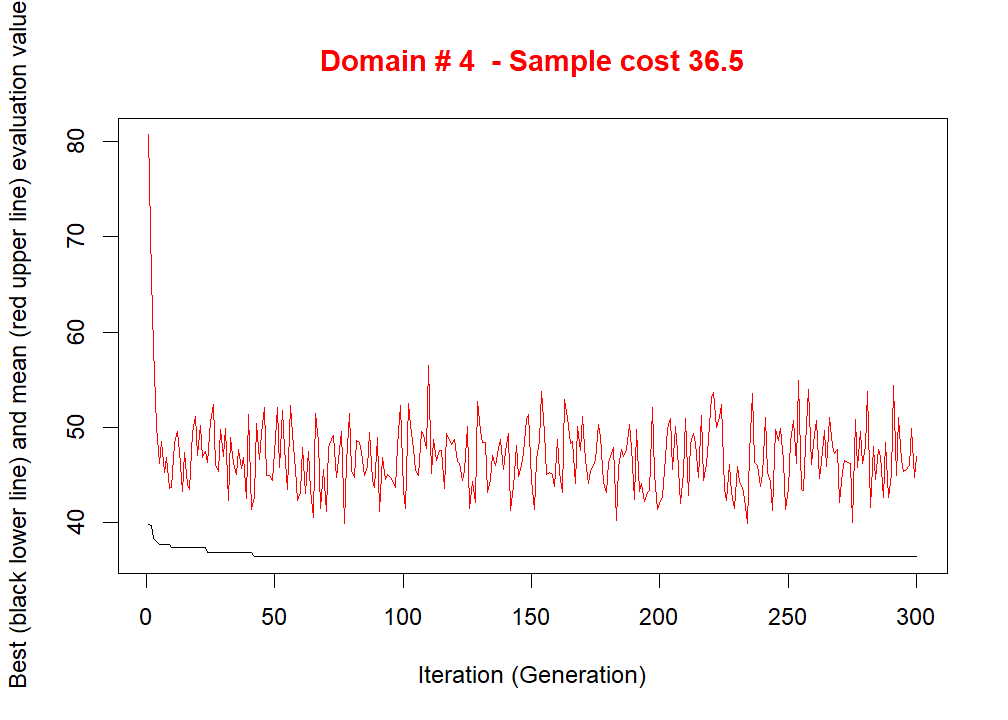 Domain # 4 - Sample cost 36.5
Best (black lower line) and mean (red upper line) evaluation value
80
70
60
50
40
0 50 100 150 200 250 300
Iteration (Generation)